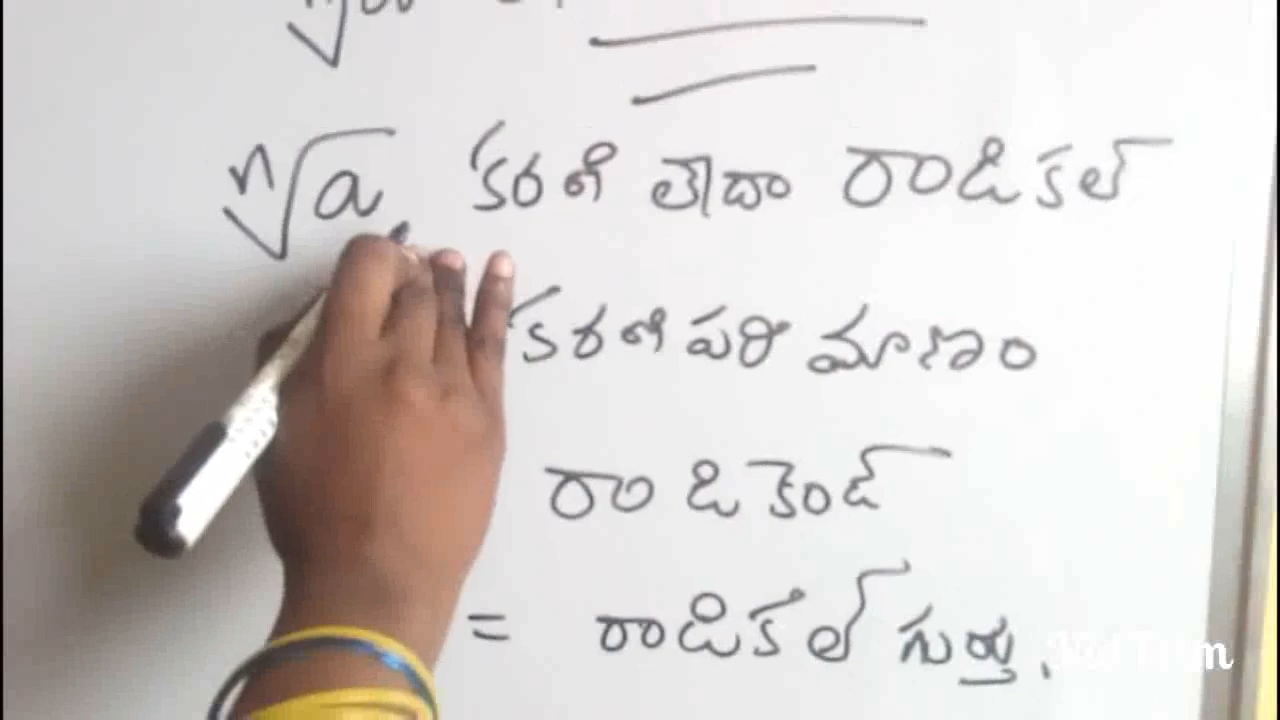 ⁿ√a, కరణి లేదా రాడికల్
కరణి పరిమాణం
రాడికెండ్
= రాడికల్ గుర్తు.